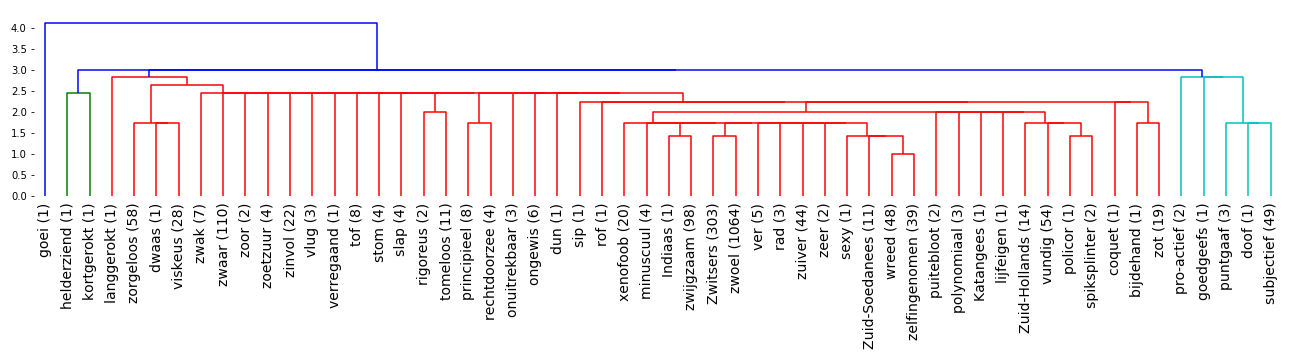 4.0
3.5
3.0
2.5
2.0
1.5
1.0
0.5
0.0
goei (1)
helderziend (1)
kortgerokt (1)
langgerokt (1)
zorgeloos (58)
dwaas (1)
viskeus (28)
zwak (7)
zwaar (110)
zoor (2)
zoetzuur (4)
zinvol (22)
vlug (3)
verregaand (1)
tof (8)
stom (4)
slap (4)
rigoreus (2)
tomeloos (11)
principieel (8)
rechtdoorzee (4)
onuitrekbaar (3)
ongewis (6)
dun (1)
sip (1)
rof (1)
xenofoob (20)
minuscuul (4)
Indiaas (1)
zwijgzaam (98)
Zwitsers (303)
zwoel (1064)
ver (5)
rad (3)
zuiver (44)
zeer (2)
sexy (1)
Zuid-Soedanees (11)
wreed (48)
zelfingenomen (39)
puitebloot (2)
polynomiaal (3)
Katangees (1)
lijfeigen (1)
Zuid-Hollands (14)
vundig (54)
policor (1)
spiksplinter (2)
coquet (1)
bijdehand (1)
zot (19)
pro-actief (2)
goedgeefs (1)
puntgaaf (3)
doof (1)
subjectief (49)